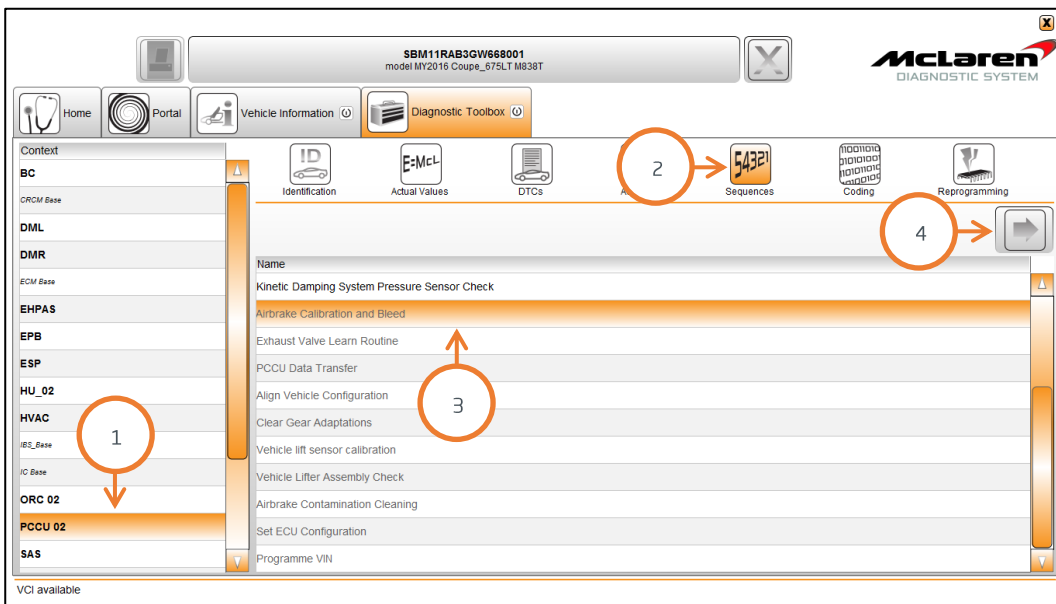 X
SBM11RAB3GW668001
model MY2016 Coupe_675LT M838T
McLaren
DIAGNOSTIC SYSTEM
Home
Portal
Vehicle Information
Diagnostic Toolbox
Context
BC
CRCM Base
DML
DMR
ECM Base
EHPAS
EPB
ESP
HU_02
HVAC
IBS_Base
IC Base
ORC 02
PCCU 02
SAS
1
ID
Identification
E=McL
Actual Values
DTCs
2
54321
Sequences
Coding
Reprogramming
4
Name
Kinetic Damping System Pressure Sensor Check
Airbrake Calibration and Bleed
Exhaust Valve Learn Routine
PCCU Data Transfer
Align Vehicle Configuration
Clear Gear Adaptations
Vehicle lift sensor calibration
Vehicle Lifter Assembly Check
Airbrake Contamination Cleaning
Set ECU Configuration
Programme VIN
3
VCI available